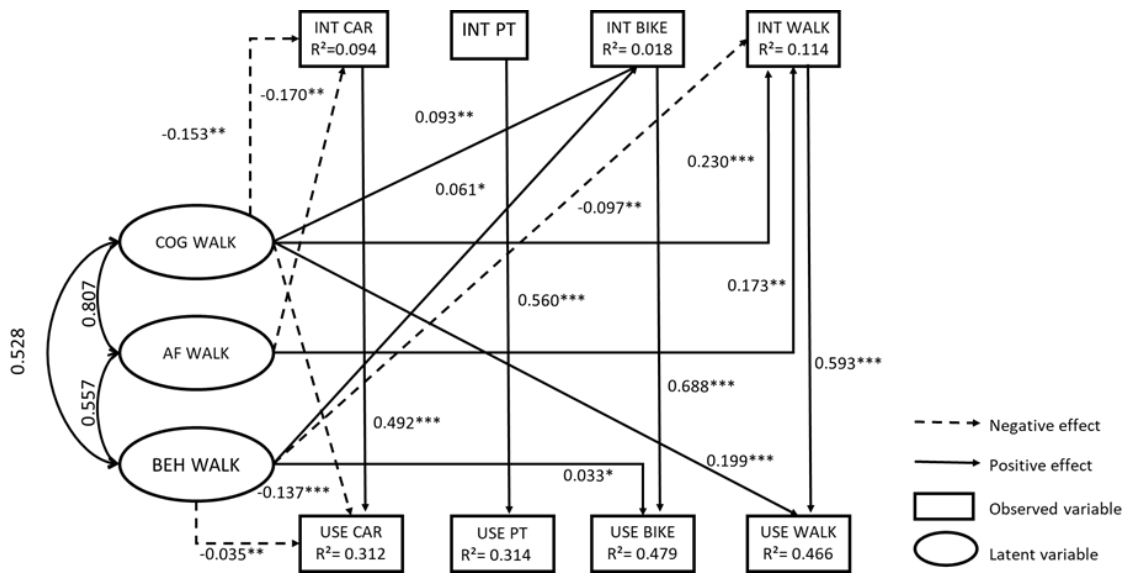 INT CAR
R²=0.094
INT PT
INT BIKE
R²= 0.018
INT WALK
R²= 0.114
-0.170**
-0.153**
0.093**
0.061*
-0.097**
0.230***
COG WALK
0.807
0.528
AF WALK
0.557
BEH WALK
0.560***
0.173**
0.593***
0.688***
0.492***
0.199***
0.033*
-0.137***
-0.035**
USE CAR
R²= 0.312
USE PT
R²= 0.314
USE BIKE
R²= 0.479
USE WALK
R²= 0.466
Negative effect
Positive effect
Observed variable
Latent variable